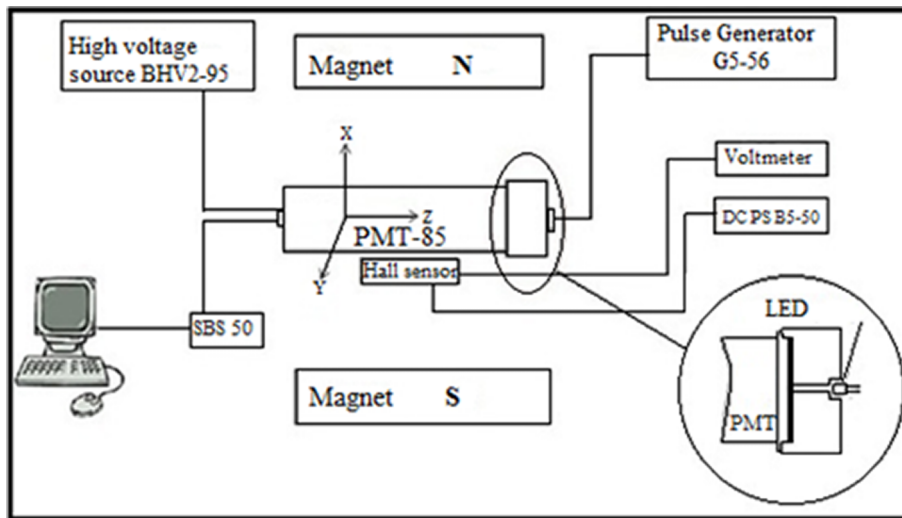 High voltage
source BHV2-95
Magnet N
Pulse Generator
G5-56
X
Voltmeter
Z
PMT-85
DC PS B5-50
Y
Hall sensor
LED
SBS 50
Magnet S
PMT